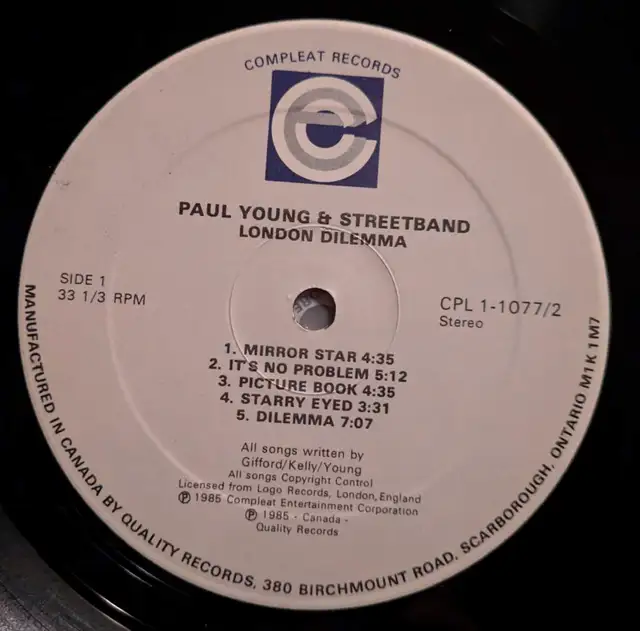 COMPLEAT RECORDS
PAUL YOUNG & STREETBAND
LONDON DILEMMA
SIDE 1
33 1/3 RPM
CPL 1-1077/2
Stereo
1. MIRROR STAR 4:35
2. IT'S NO PROBLEM 5:12
3. PICTURE BOOK 4:35
4. STARRY EYED 3:31
5. DILEMMA 7:07
All songs written by
Gifford/Kelly/Young
All songs Copyright Control
Licensed from Logo Records, London, England
Ⓟ 1985 Compleat Entertainment Corporation
Ⓟ 1985 - Canada -
Quality Records
MANUFACTURED IN CANADA BY QUALITY RECORDS, 380 BIRCHMOUNT ROAD, SCARBOROUGH, ONTARIO M1K 1M7